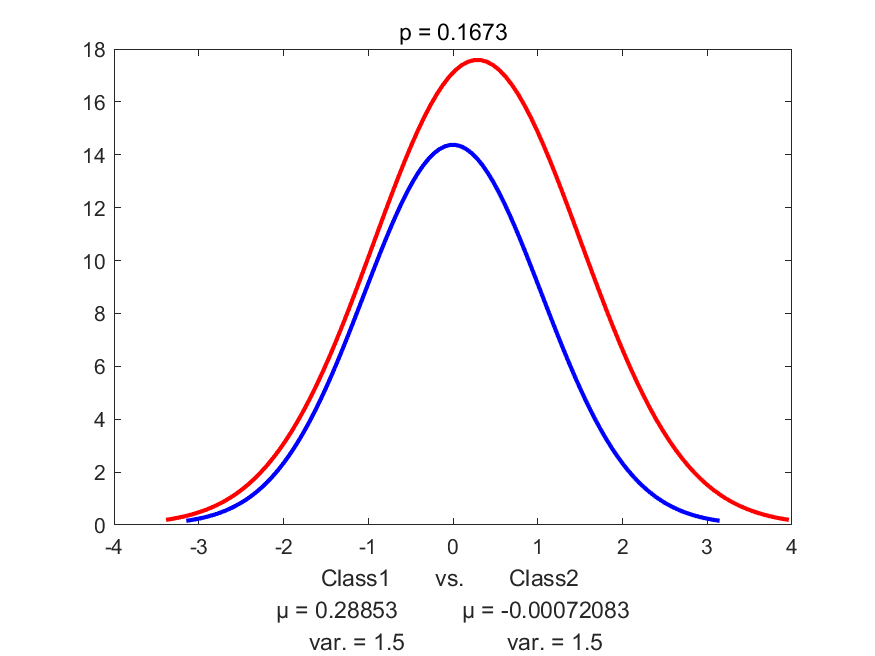 p = 0.1673
18
16
14
12
10
8
6
4
2
0
-4 -3 -2 -1 0 1 2 3 4
Class1 vs. Class2
μ = 0.28853 μ = -0.00072083
var. = 1.5 var. = 1.5